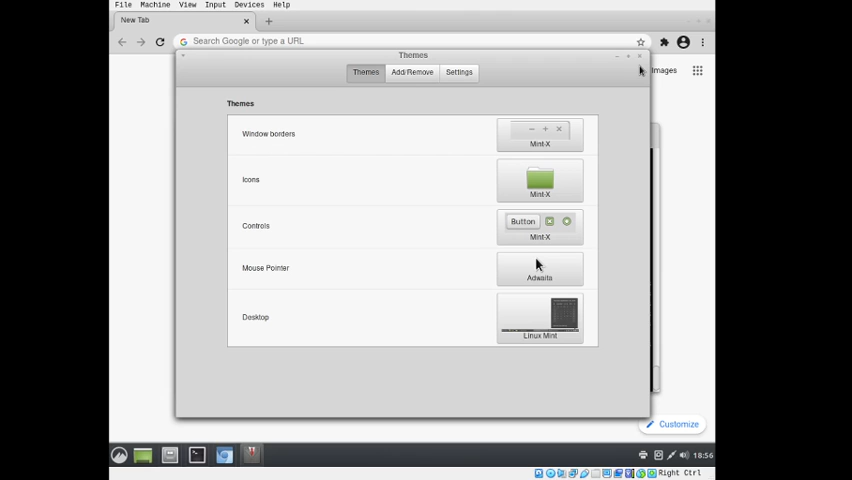 File Machine View Input Devices Help
New Tab
Search Google or type a URL
Themes
Images
Themes Add/Remove Settings
Themes
Window borders
Mint-X
Icons
Mint-X
Controls
Button
Mint-X
Mouse Pointer
Adwaita
Desktop
Linux Mint
Customize
18:56
Right Ctrl